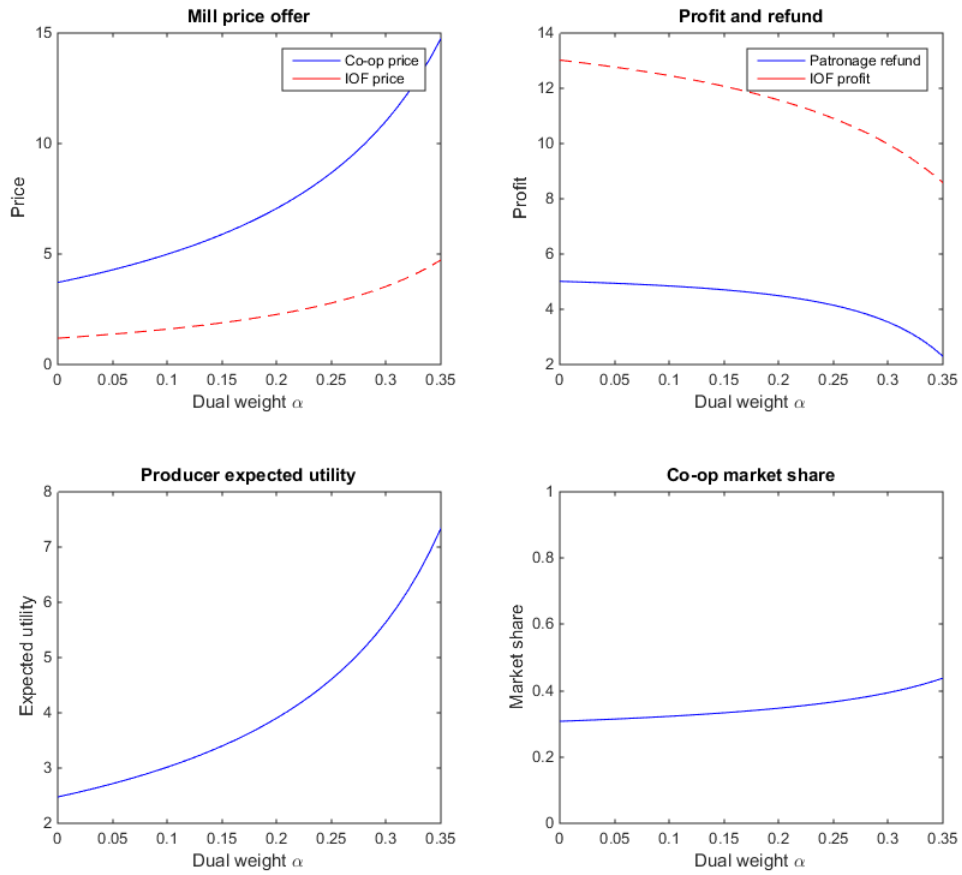 Mill price offer
15
10
5
0
Price
Co-op price
IOF price
0 0.05 0.1 0.15 0.2 0.25 0.3 0.35
Dual weight α
Profit and refund
14
12
10
8
6
4
2
Profit
Patronage refund
IOF profit
0 0.05 0.1 0.15 0.2 0.25 0.3 0.35
Dual weight α
Producer expected utility
8
7
6
5
4
3
2
Expected utility
0 0.05 0.1 0.15 0.2 0.25 0.3 0.35
Dual weight α
Co-op market share
1
0.8
0.6
0.4
0.2
0
Market share
0 0.05 0.1 0.15 0.2 0.25 0.3 0.35
Dual weight α